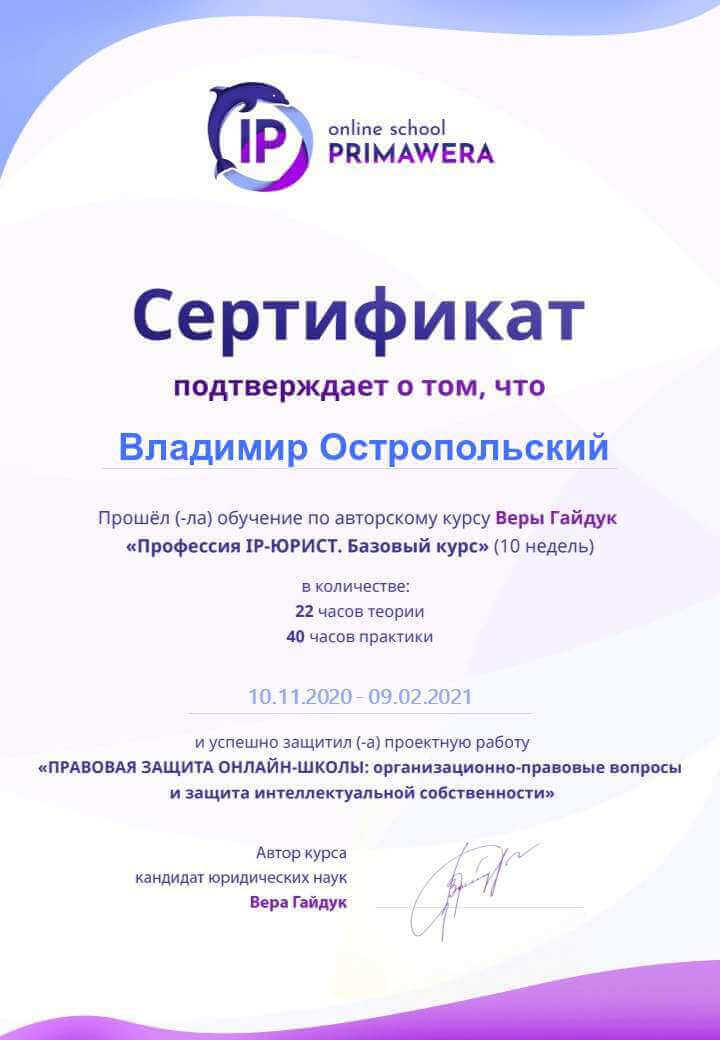 IP
online school
PRIMAWERA
Сертификат
подтверждает о том, что
Владимир Остропольский
Прошёл (-ла) обучение по авторскому курсу Веры Гайдук
«Профессия IP-ЮРИСТ. Базовый курс» (10 недель)
в количестве:
22 часов теории
40 часов практики
10.11.2020 - 09.02.2021
и успешно защитил (-а) проектную работу
«ПРАВОВАЯ ЗАЩИТА ОНЛАЙН-ШКОЛЫ: организационно-правовые вопросы
и защита интеллектуальной собственности»
Автор курса
кандидат юридических наук
Вера Гайдук